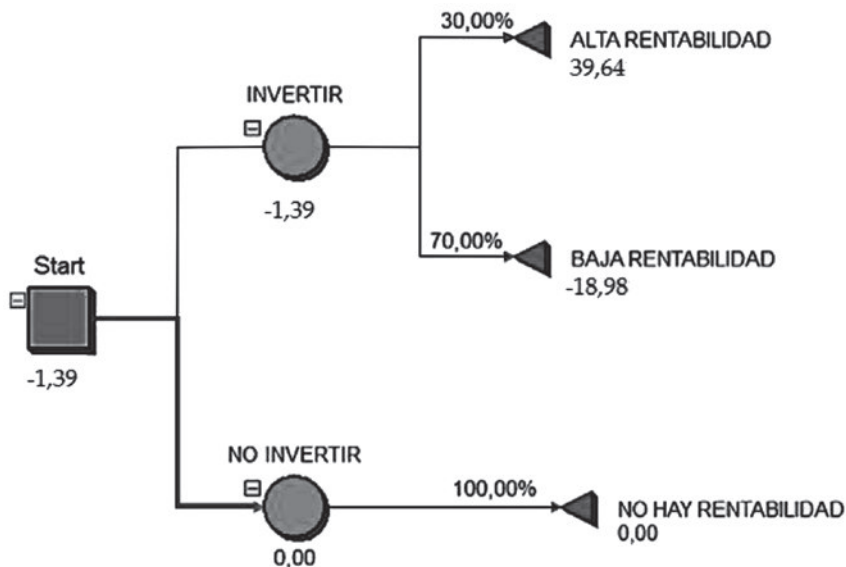 30,00%
ALTA RENTABILIDAD
39,64
INVERTIR
-1,39
70,00%
BAJA RENTABILIDAD
-18,98
Start
-1,39
NO INVERTIR
100,00%
NO HAY RENTABILIDAD
0,00
0,00